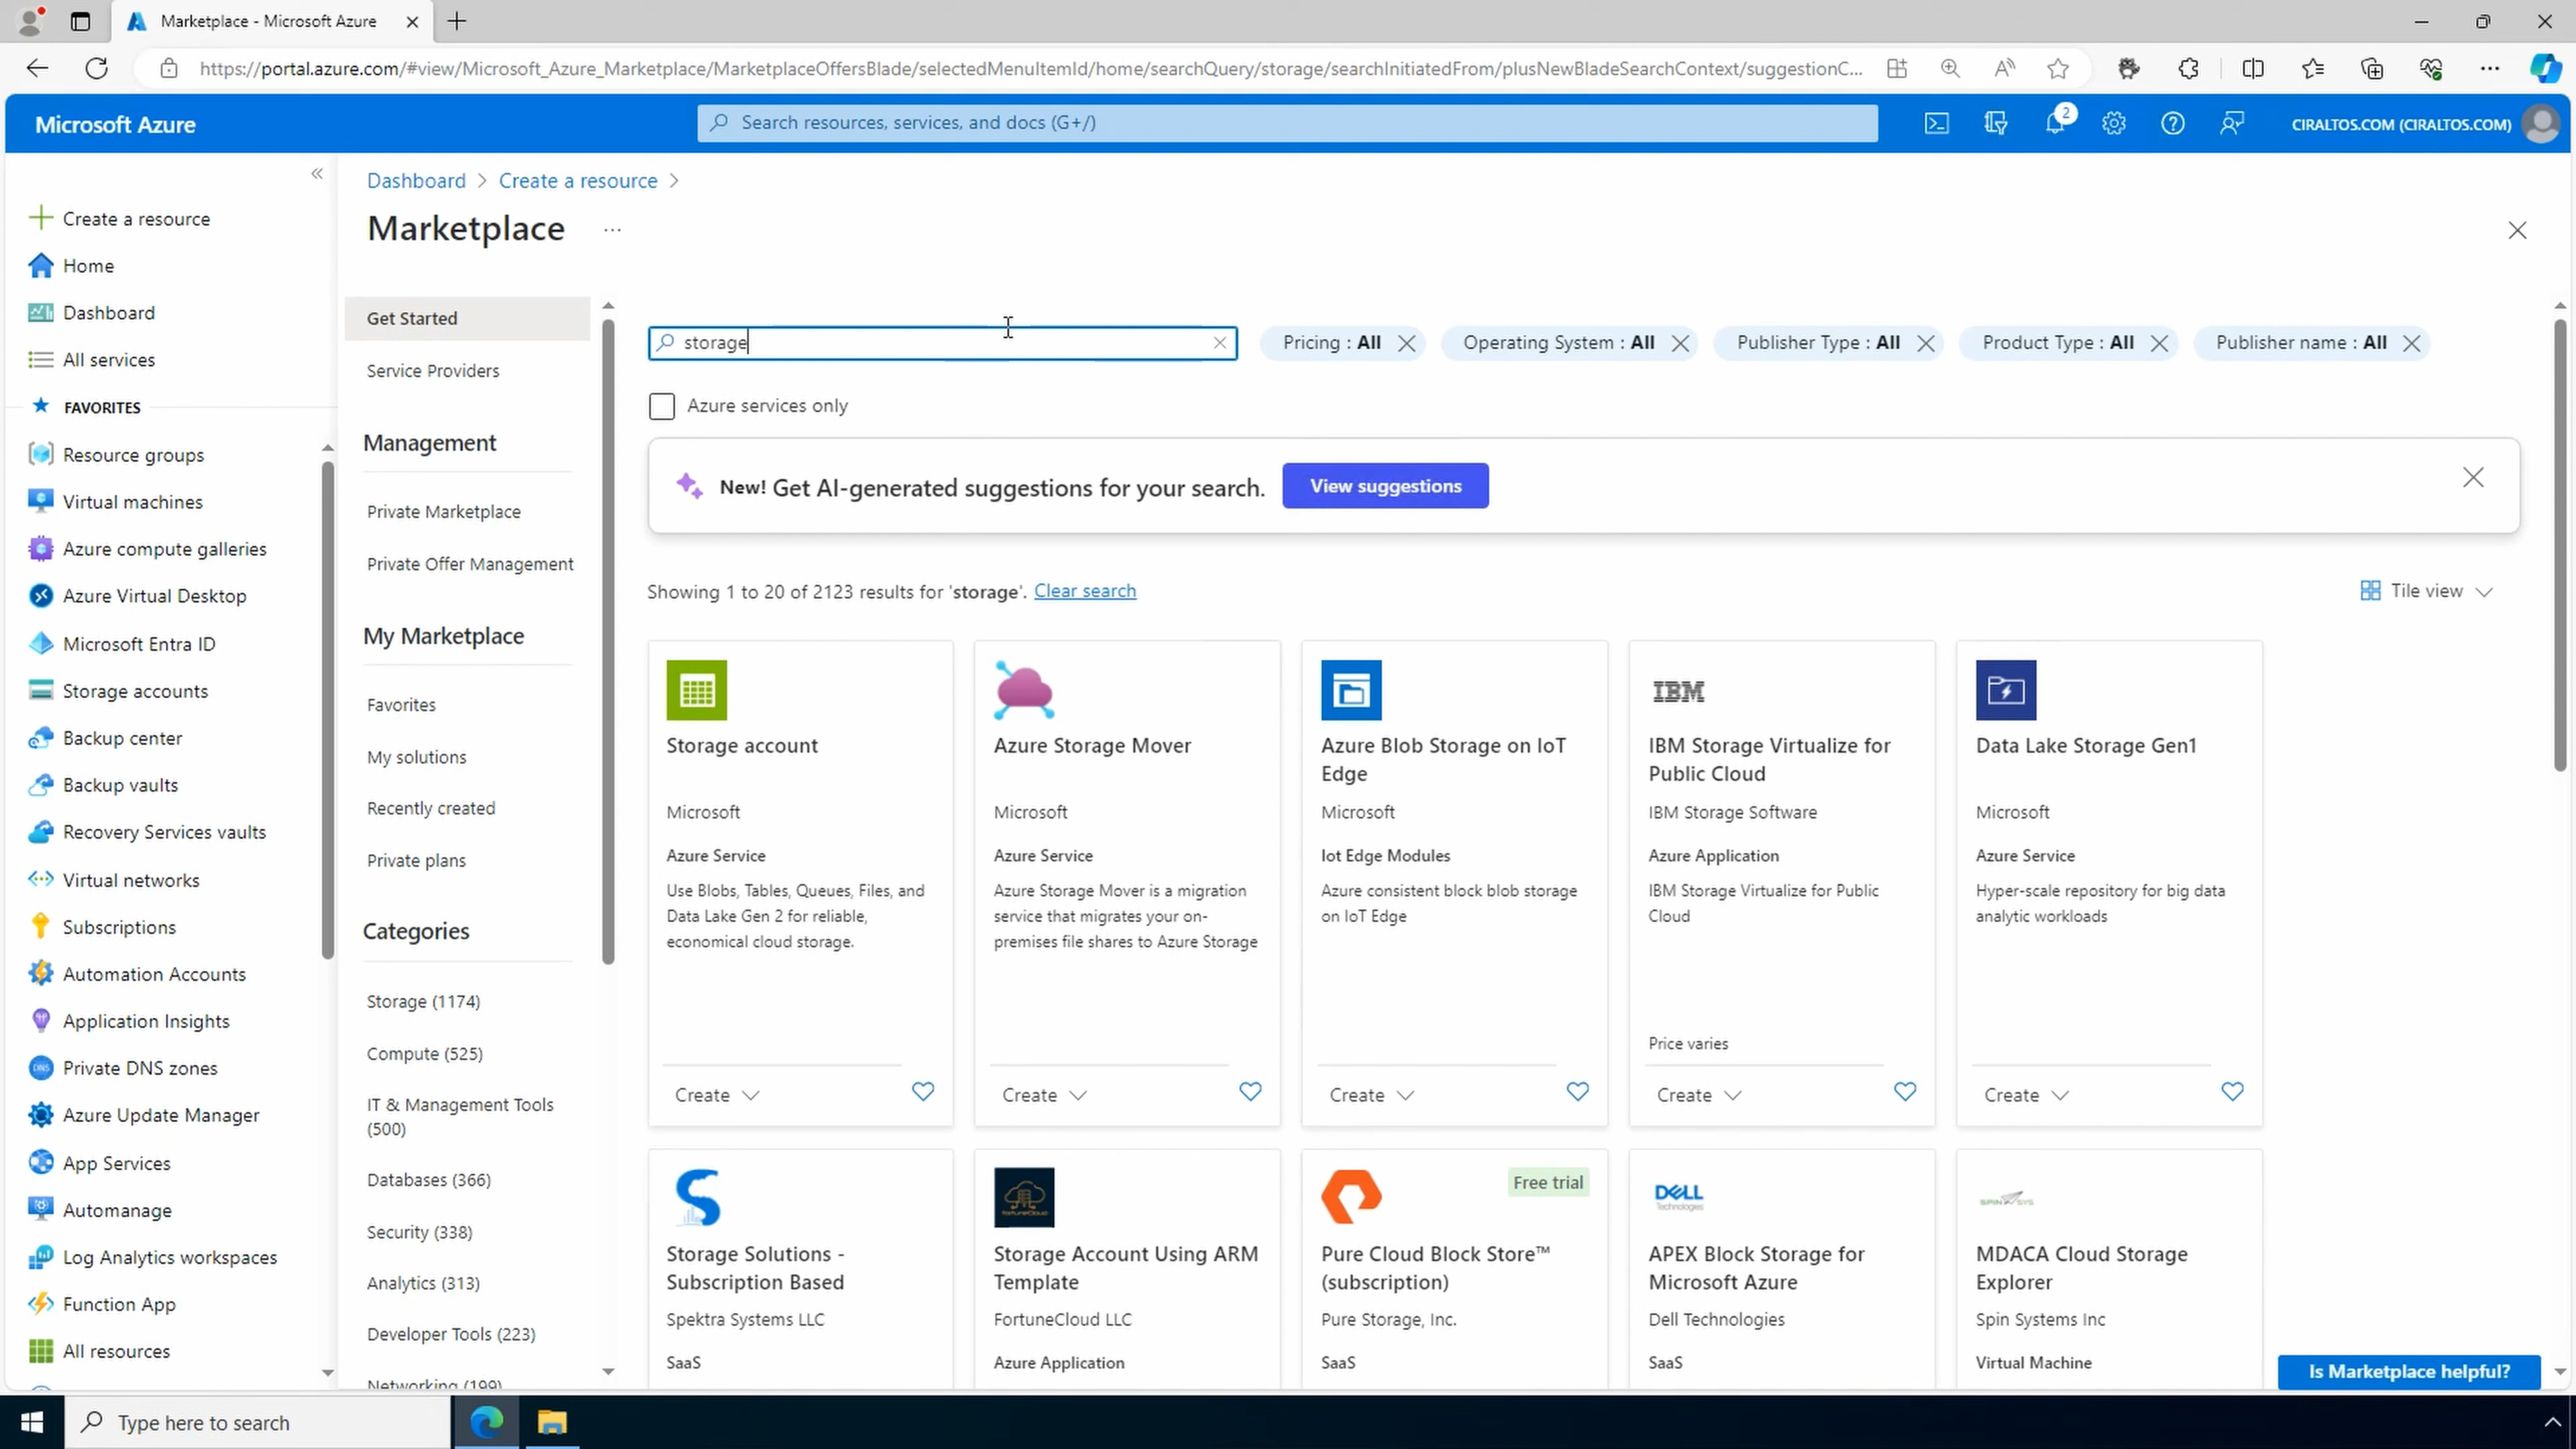 Marketplace - Microsoft Azure
https://portal.azure.com/#view/Microsoft_Azure_Marketplace/MarketplaceOffersBlade/selectedMenuItemId/home/searchQuery/storage/searchInitiatedFrom/plusNewBladeSearchContext/suggestionC...
Microsoft Azure
Search resources, services, and docs (G+/)
2
CIRALTOS.COM (CIRALTOS.COM)
Create a resource
Home
Dashboard
All services
FAVORITES
Resource groups
Virtual machines
Azure compute galleries
Azure Virtual Desktop
Microsoft Entra ID
Storage accounts
Backup center
Backup vaults
Recovery Services vaults
Virtual networks
Subscriptions
Automation Accounts
Application Insights
Private DNS zones
Azure Update Manager
App Services
Automanage
Log Analytics workspaces
Function App
All resources
Dashboard > Create a resource >
Marketplace ...
Get Started
Service Providers
Management
Private Marketplace
Private Offer Management
My Marketplace
Favorites
My solutions
Recently created
Private plans
Categories
Storage (1174)
Compute (525)
IT & Management Tools
(500)
Databases (366)
Security (338)
Analytics (313)
Developer Tools (223)
Networking (199)
storage
Pricing : All
Operating System : All
Publisher Type : All
Product Type : All
Publisher name : All
Azure services only
New! Get AI-generated suggestions for your search.
View suggestions
Showing 1 to 20 of 2123 results for 'storage'. Clear search
Tile view
Storage account
Microsoft
Azure Service
Use Blobs, Tables, Queues, Files, and
Data Lake Gen 2 for reliable,
economical cloud storage.
Create
Azure Storage Mover
Microsoft
Azure Service
Azure Storage Mover is a migration
service that migrates your on-
premises file shares to Azure Storage
Create
Azure Blob Storage on IoT
Edge
Microsoft
Iot Edge Modules
Azure consistent block blob storage
on IoT Edge
Create
IBM
IBM Storage Virtualize for
Public Cloud
IBM Storage Software
Azure Application
IBM Storage Virtualize for Public
Cloud
Price varies
Create
Data Lake Storage Gen1
Microsoft
Azure Service
Hyper-scale repository for big data
analytic workloads
Create
Storage Solutions -
Subscription Based
Spektra Systems LLC
SaaS
FortuneCloud
Storage Account Using ARM
Template
FortuneCloud LLC
Azure Application
Free trial
Pure Cloud Block Store™
(subscription)
Pure Storage, Inc.
SaaS
DELL
Technologies
APEX Block Storage for
Microsoft Azure
Dell Technologies
SaaS
SPIN SYS
MDACA Cloud Storage
Explorer
Spin Systems Inc
Virtual Machine
Is Marketplace helpful?
Type here to search